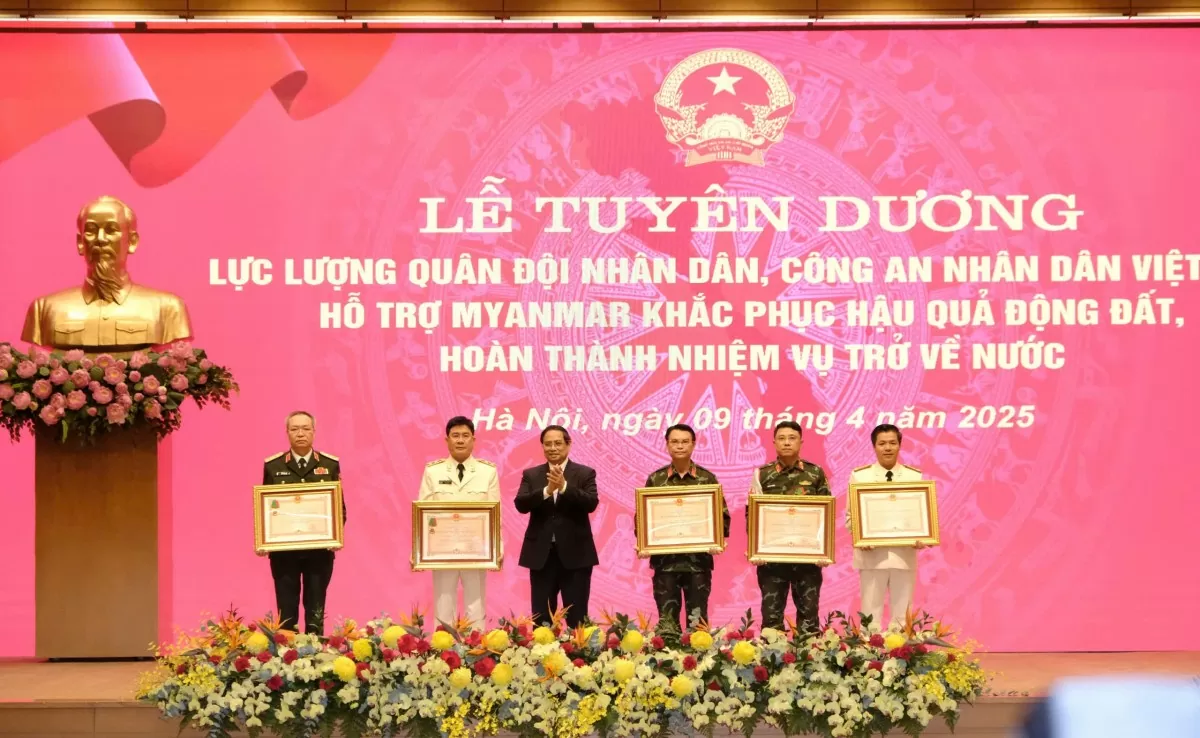 LỄ TUYÊN DƯƠNG
LỰC LƯỢNG QUÂN ĐỘI NHÂN DÂN, CÔNG AN NHÂN DÂN VIỆT
HỖ TRỢ MYANMAR KHẮC PHỤC HẬU QUẢ ĐỘNG ĐẤT,
HOÀN THÀNH NHIỆM VỤ TRỞ VỀ NƯỚC
Hà Nội, ngày 09 tháng 4 năm 2025